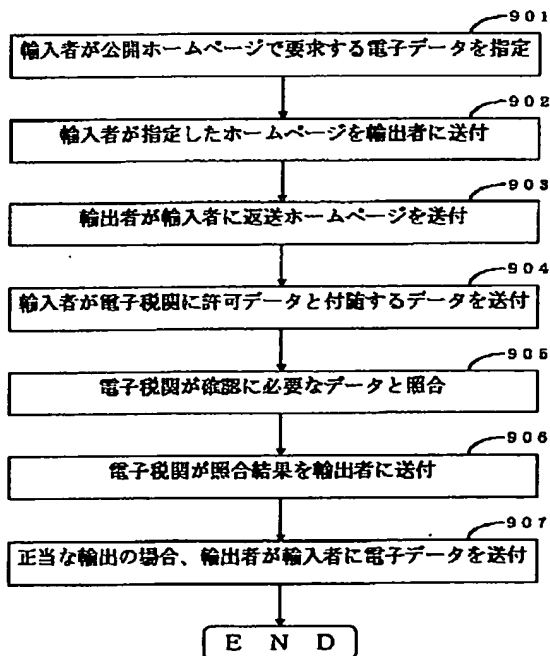 901
輸入者が公開ホームページで要求する電子データを指定
902
輸入者が指定したホームページを輸出者に送付
903
輸出者が輸入者に返送ホームページを送付
904
輸入者が電子税関に許可データと付随するデータを送付
905
電子税関が確認に必要なデータと照合
906
電子税関が照合結果を輸出者に送付
907
正当な輸出の場合、輸出者が輸入者に電子データを送付
E N D